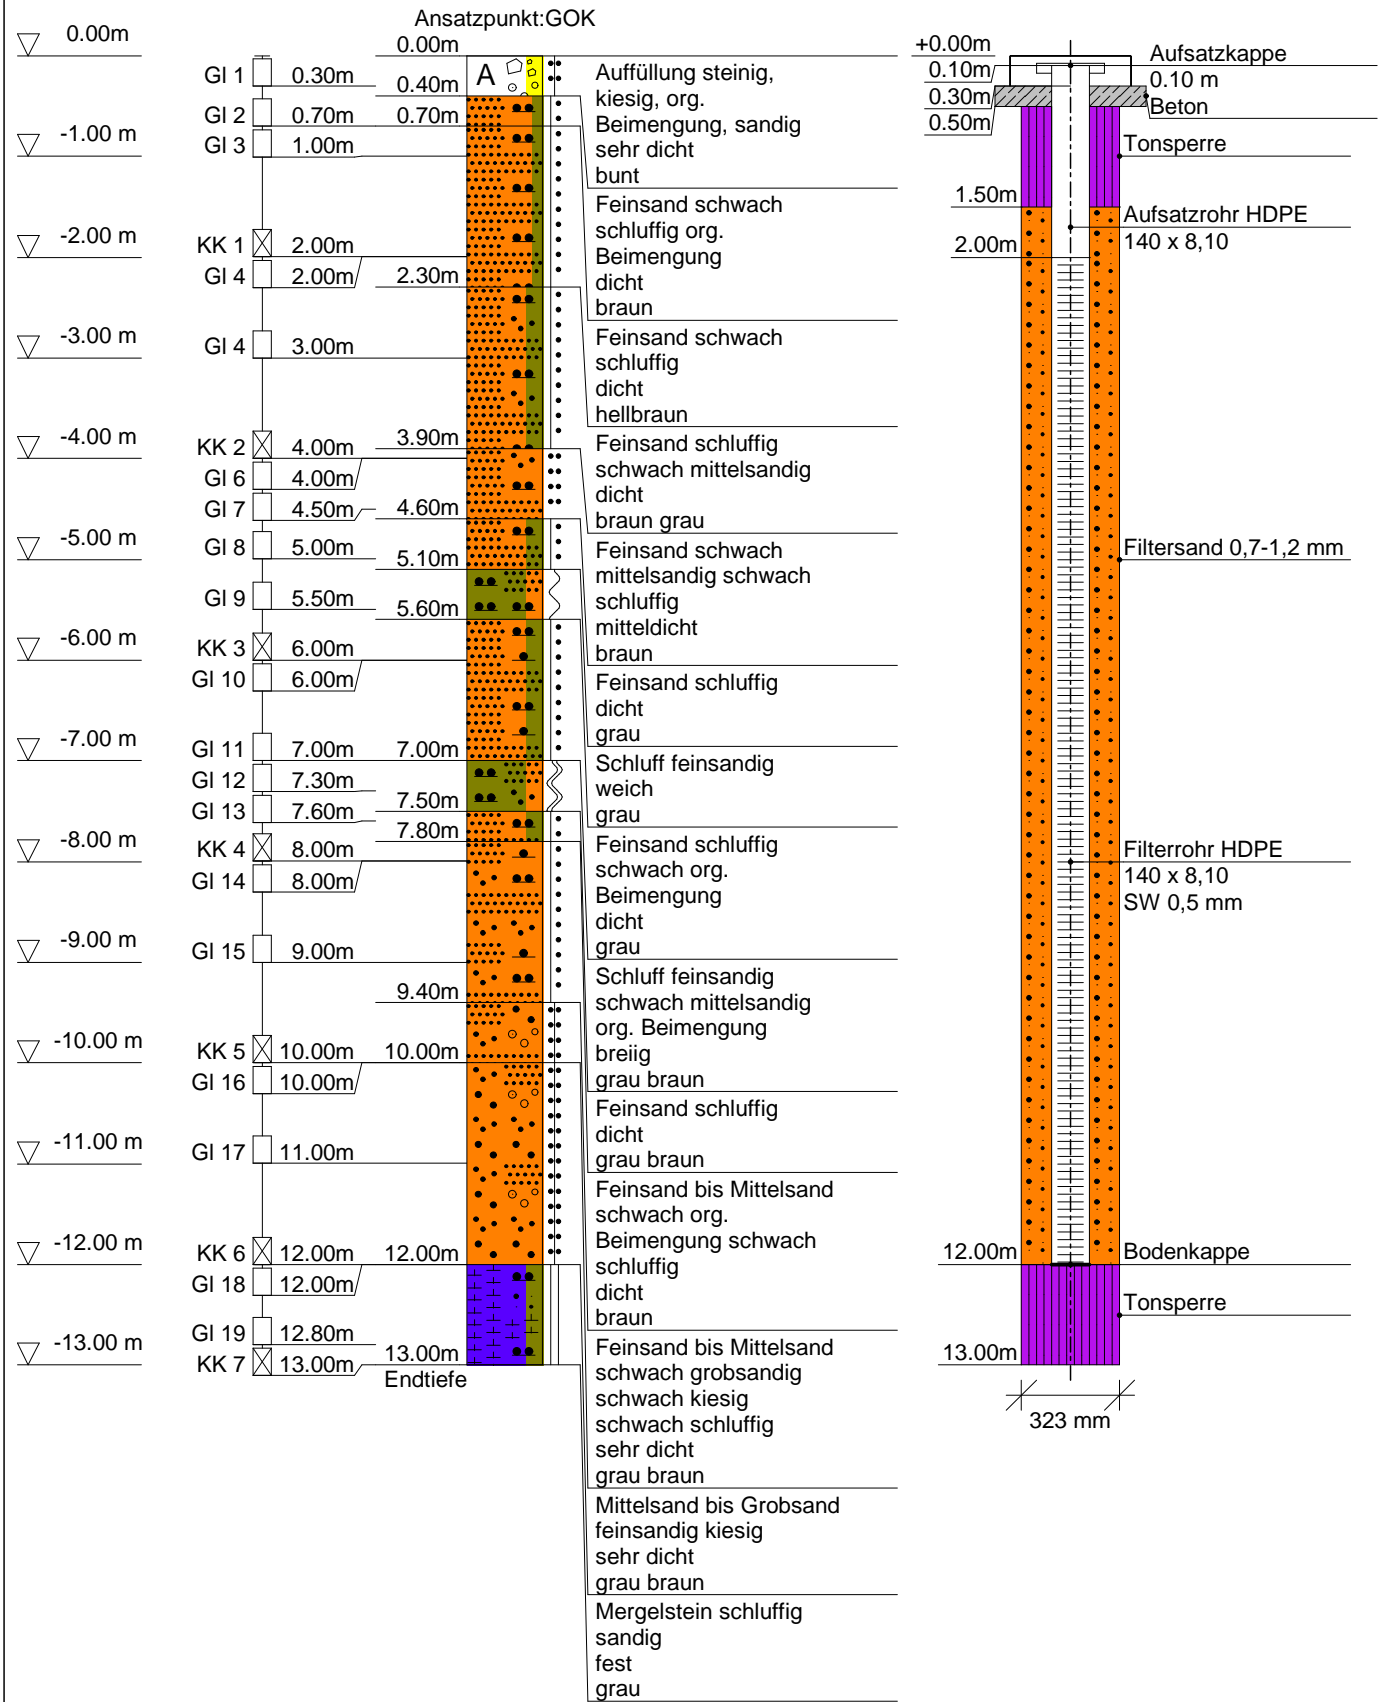 Ansatzpunkt:GOK
0.00m
-1.00 m
-2.00 m
-3.00 m
-4.00 m
-5.00 m
-6.00 m
-7.00 m
-8.00 m
-9.00 m
-10.00 m
-11.00 m
-12.00 m
-13.00 m
GI 1 0.30m
GI 2 0.70m
GI 3 1.00m
KK 1 2.00m
GI 4 2.00m
GI 4 3.00m
KK 2 4.00m
GI 6 4.00m
GI 7 4.50m
GI 8 5.00m
GI 9 5.50m
KK 3 6.00m
GI 10 6.00m
GI 11 7.00m
GI 12 7.30m
GI 13 7.60m
KK 4 8.00m
GI 14 8.00m
GI 15 9.00m
KK 5 10.00m
GI 16 10.00m
GI 17 11.00m
KK 6 12.00m
GI 18 12.00m
GI 19 12.80m
KK 7 13.00m
0.00m
0.40m
0.70m
2.30m
3.90m
4.60m
5.10m
5.60m
7.00m
7.50m
7.80m
9.40m
10.00m
12.00m
13.00m
Endtiefe
A
Auffüllung steinig,
kiesig, org.
Beimengung, sandig
sehr dicht
bunt
Feinsand schwach
schluffig org.
Beimengung
dicht
braun
Feinsand schwach
schluffig
dicht
hellbraun
Feinsand schluffig
schwach mittelsandig
dicht
braun grau
Feinsand schwach
mittelsandig schwach
schluffig
mitteldicht
braun
Feinsand schluffig
dicht
grau
Schluff feinsandig
weich
grau
Feinsand schluffig
schwach org.
Beimengung
dicht
grau
Schluff feinsandig
schwach mittelsandig
org. Beimengung
breiig
grau braun
Feinsand schluffig
dicht
grau braun
Feinsand bis Mittelsand
schwach org.
Beimengung schwach
schluffig
dicht
braun
Feinsand bis Mittelsand
schwach grobsandig
schwach kiesig
schwach schluffig
sehr dicht
grau braun
Mittelsand bis Grobsand
feinsandig kiesig
sehr dicht
grau braun
Mergelstein schluffig
sandig
fest
grau
+0.00m
0.10m
0.30m
0.50m
1.50m
2.00m
12.00m
13.00m
Aufsatzkappe
0.10 m
Beton
Tonsperre
Aufsatzrohr HDPE
140 x 8,10
Filtersand 0,7-1,2 mm
Filterrohr HDPE
140 x 8,10
SW 0,5 mm
Bodenkappe
Tonsperre
323 mm